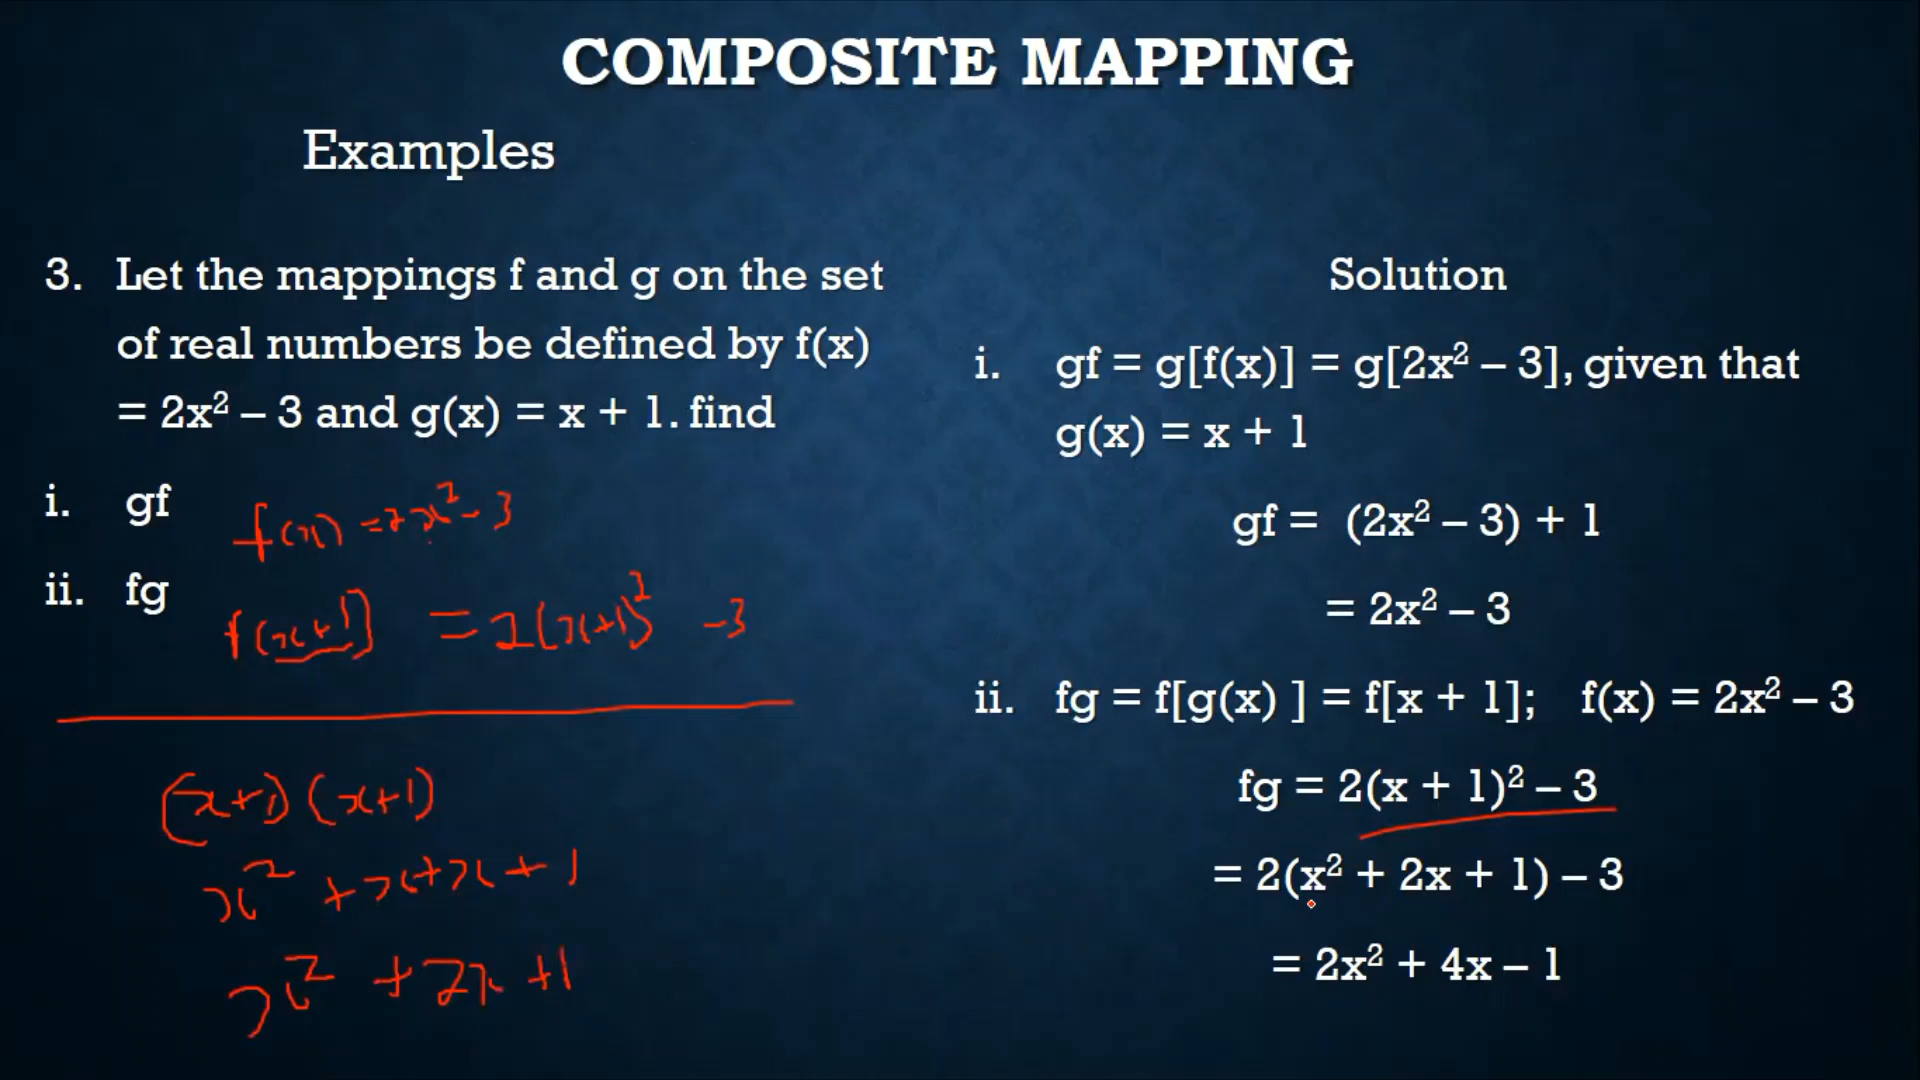 COMPOSITE MAPPING
Examples
3. Let the mappings f and g on the set
of real numbers be defined by f(x)
= 2x² – 3 and g(x) = x + 1. find
i. gf
ii. fg
f(x) = 2x² - 3
f(x+1) = 2(x+1)² - 3
(x+1)(x+1)
x² + x + x + 1
x² + 2x + 1
Solution
i. gf = g[f(x)] = g[2x² – 3], given that
g(x) = x + 1
gf = (2x² – 3) + 1
= 2x² – 3
ii. fg = f[g(x) ] = f[x + 1]; f(x) = 2x² – 3
fg = 2(x + 1)² – 3
= 2(x² + 2x + 1) – 3
= 2x² + 4x – 1